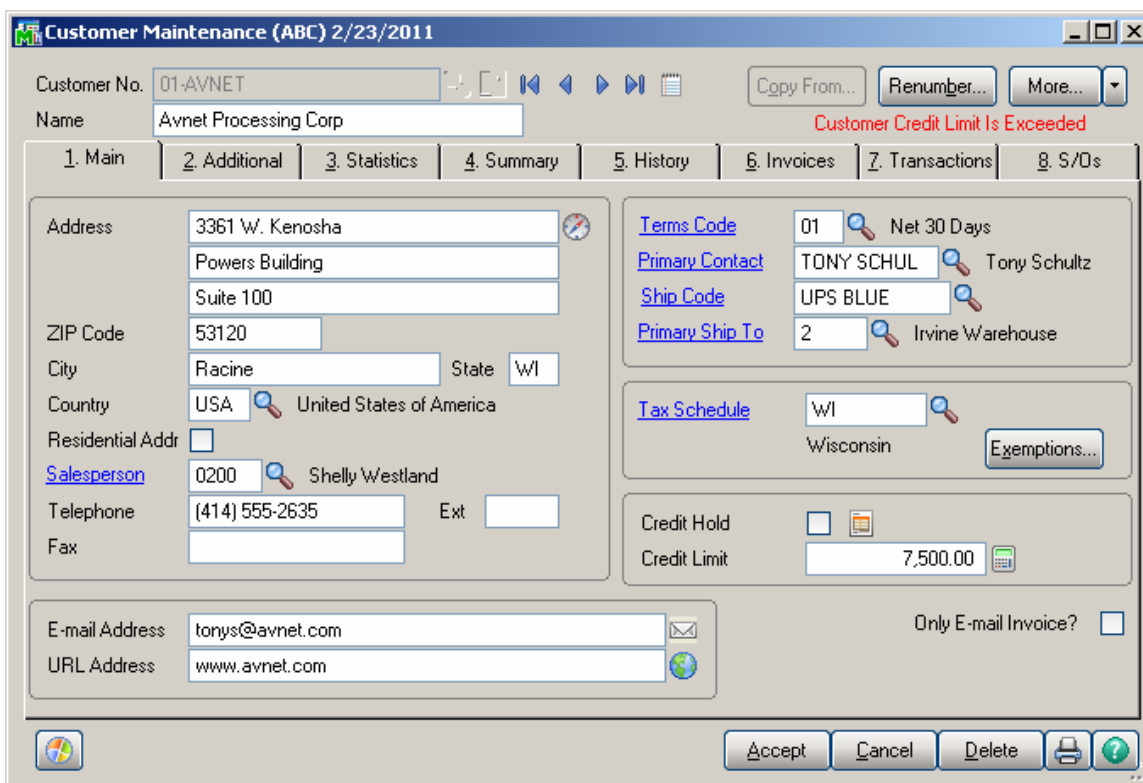 Customer Maintenance (ABC) 2/23/2011
Customer No. 01-AVNET Copy From... Renumber... More...
Name Avnet Processing Corp Customer Credit Limit Is Exceeded
1. Main 2. Additional 3. Statistics 4. Summary 5. History 6. Invoices 7. Transactions 8. S/Os
Address 3361 W. Kenosha
Powers Building
Suite 100
ZIP Code 53120
City Racine State WI
Country USA United States of America
Residential Addr
Salesperson 0200 Shelly Westland
Telephone (414) 555-2635 Ext
Fax
Terms Code 01 Net 30 Days
Primary Contact TONY SCHUL Tony Schultz
Ship Code UPS BLUE
Primary Ship To 2 Irvine Warehouse
Tax Schedule WI
Wisconsin Exemptions...
Credit Hold
Credit Limit 7,500.00
E-mail Address tonys@avnet.com
URL Address www.avnet.com
Only E-mail Invoice?
Accept Cancel Delete